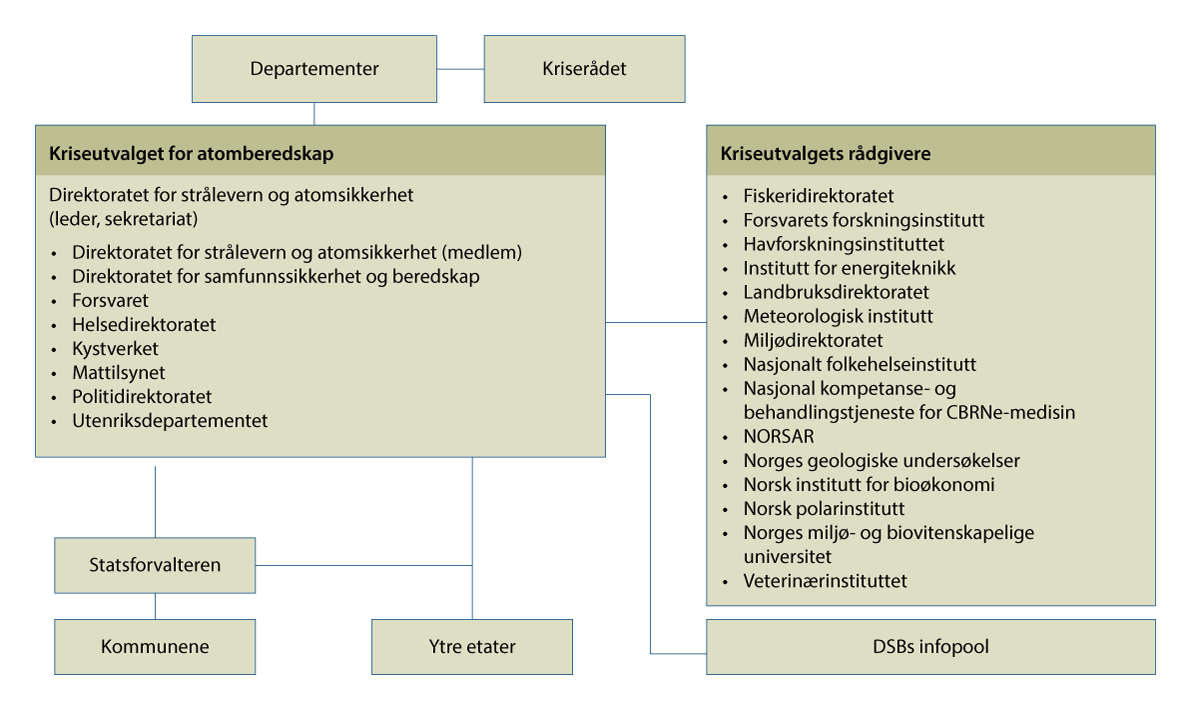 Departementer
Kriserådet
Kriseutvalget for atomberedskap
Direktoratet for strålevern og atomsikkerhet
(leder, sekretariat)
• Direktoratet for strålevern og atomsikkerhet (medlem)
• Direktoratet for samfunnssikkerhet og beredskap
• Forsvaret
• Helsedirektoratet
• Kystverket
• Mattilsynet
• Politidirektoratet
• Utenriksdepartementet
Kriseutvalgets rådgivere
• Fiskeridirektoratet
• Forsvarets forskningsinstitutt
• Havforskningsinstituttet
• Institutt for energiteknikk
• Landbruksdirektoratet
• Meteorologisk institutt
• Miljødirektoratet
• Nasjonalt folkehelseinstitutt
• Nasjonal kompetanse- og
behandlingstjeneste for CBRNe-medisin
• NORSAR
• Norges geologiske undersøkelser
• Norsk institutt for bioøkonomi
• Norsk polarinstitutt
• Norges miljø- og biovitenskapelige
universitet
• Veterinærinstituttet
Statsforvalteren
Kommunene
Ytre etater
DSBs infopool